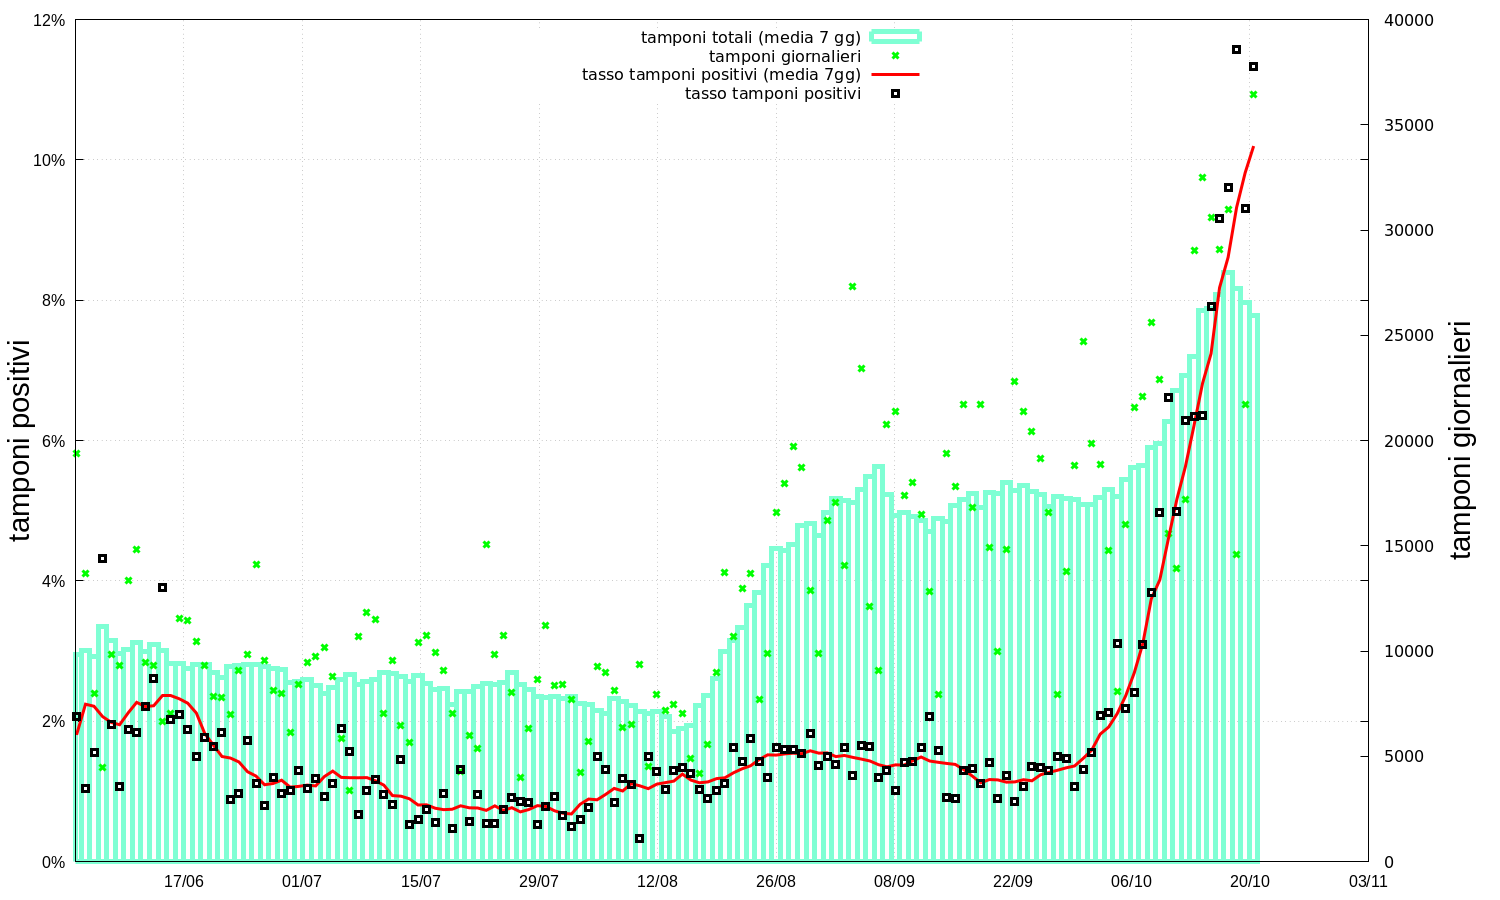 tamponi totali (media 7 gg)
tamponi giornalieri
tasso tamponi positivi (media 7gg)
tasso tamponi positivi
tamponi positivi
12%
10%
8%
6%
4%
2%
0%
40000
35000
30000
25000
20000
15000
10000
5000
0
tamponi giornalieri
17/06 01/07 15/07 29/07 12/08 26/08 08/09 22/09 06/10 20/10 03/11